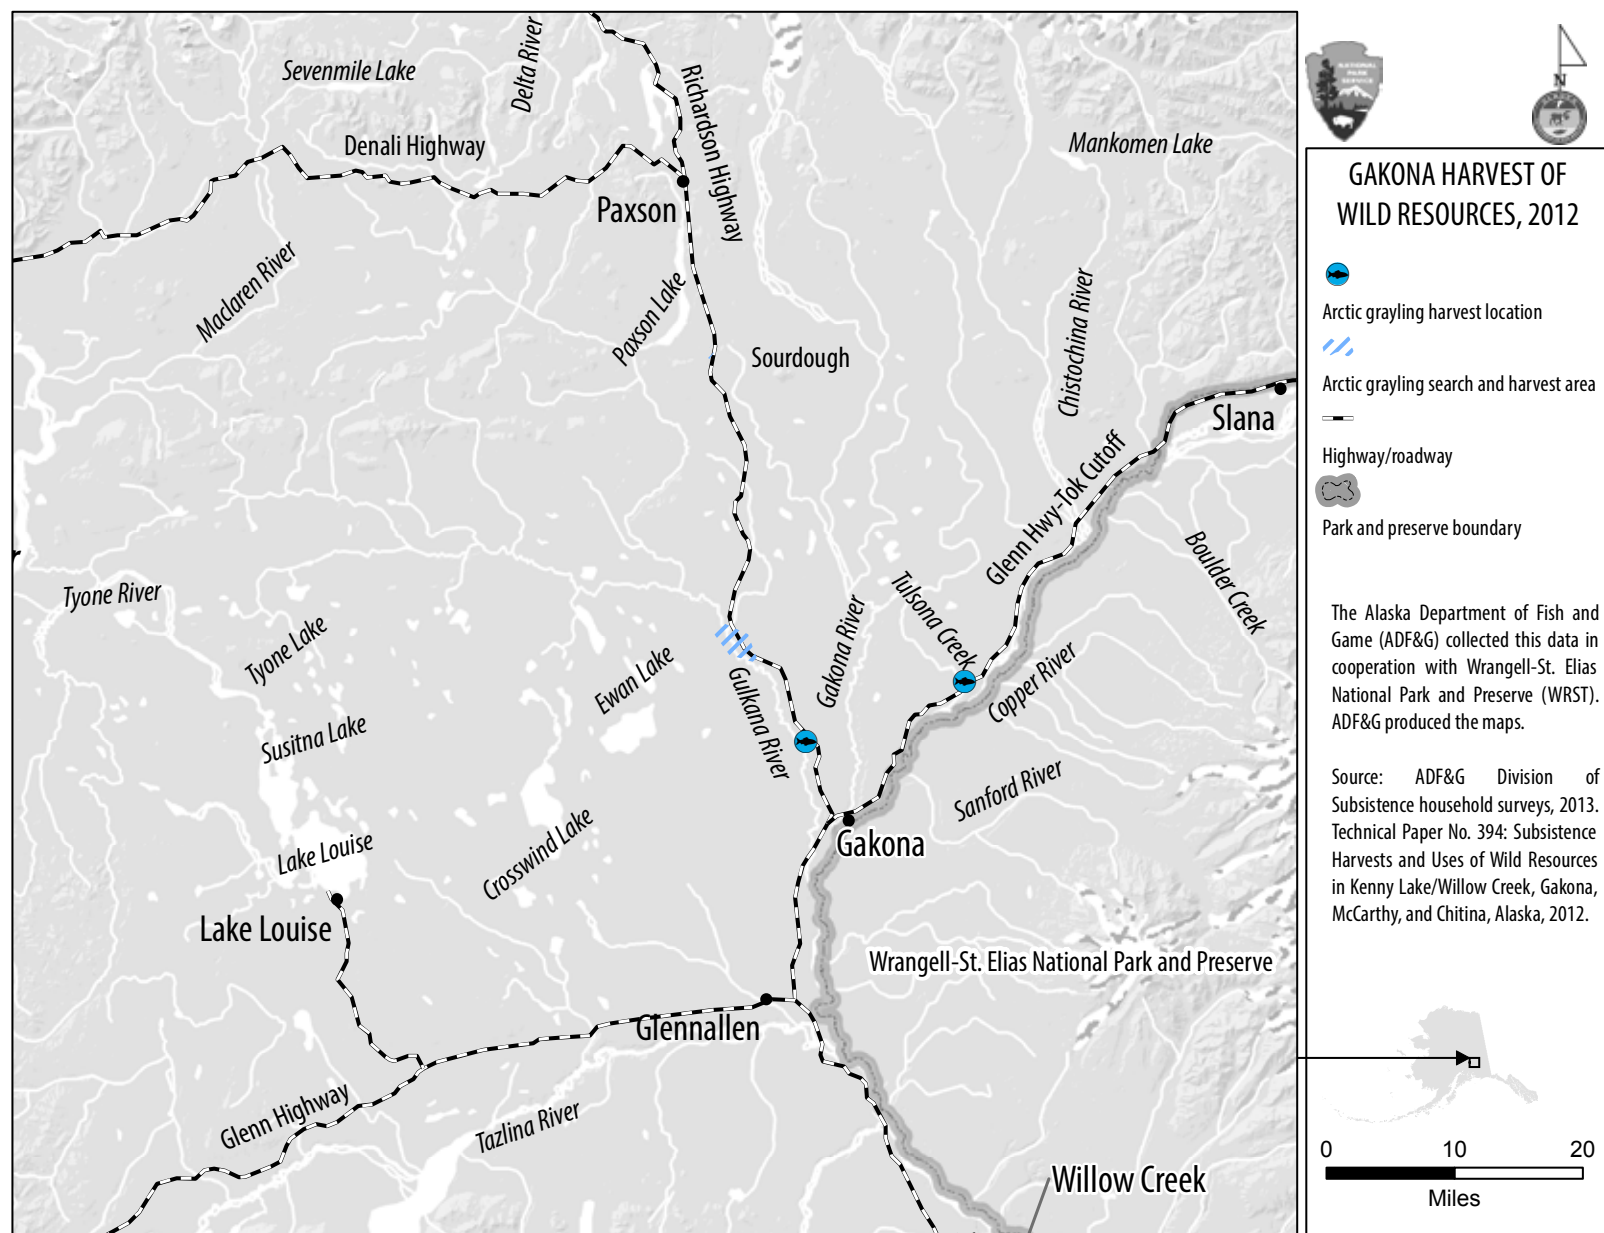 Sevenmile Lake
Delta River
Richardson Highway
Denali Highway
Mankomen Lake
Paxson
Maclaren River
Paxson Lake
Sourdough
Chistochina River
Slana
Glenn Hwy-Tok Cutoff
Boulder Creek
Tyone River
Tyone Lake
Tulsona Creek
Gakona River
Ewan Lake
Copper River
Gulkana River
Susitna Lake
Sanford River
Lake Louise
Crosswind Lake
Gakona
Lake Louise
Wrangell-St. Elias National Park and Preserve
Glennallen
Glenn Highway
Tazlina River
Willow Creek
NATIONAL
PARK
SERVICE
N
GAKONA HARVEST OF
WILD RESOURCES, 2012
Arctic grayling harvest location
Arctic grayling search and harvest area
Highway/roadway
Park and preserve boundary
The Alaska Department of Fish and
Game (ADF&G) collected this data in
cooperation with Wrangell-St. Elias
National Park and Preserve (WRST).
ADF&G produced the maps.
Source: ADF&G Division of
Subsistence household surveys, 2013.
Technical Paper No. 394: Subsistence
Harvests and Uses of Wild Resources
in Kenny Lake/Willow Creek, Gakona,
McCarthy, and Chitina, Alaska, 2012.
0 10 20
Miles